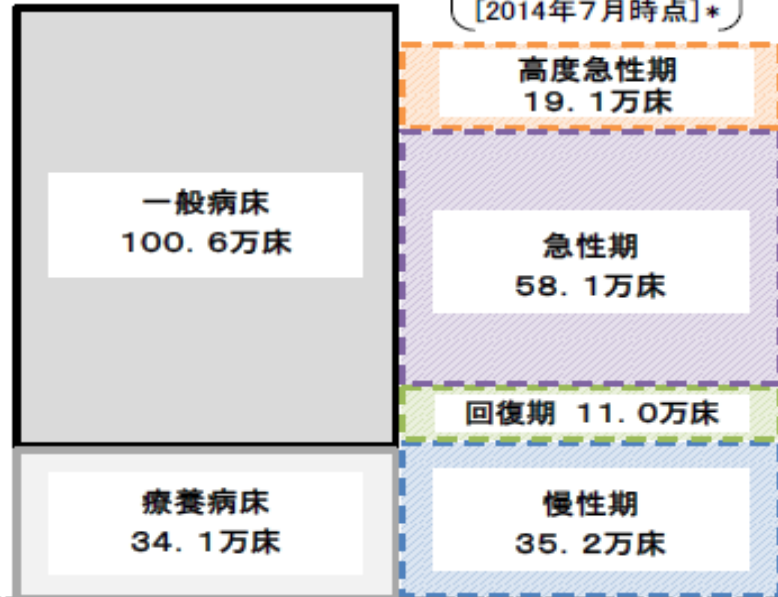 [2014年7月時点]*
高度急性期
19.1万床
一般病床
100.6万床
急性期
58.1万床
回復期 11.0万床
療養病床
34.1万床
慢性期
35.2万床